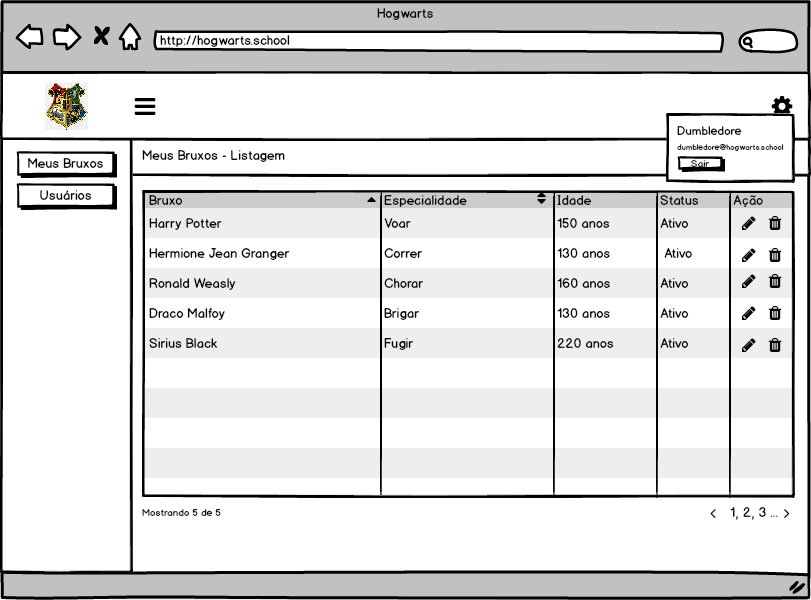 Hogwarts
http://hogwarts.school
Dumbledore
dumbledore@hogwarts.school
Sair
Meus Bruxos
Usuários
Meus Bruxos - Listagem
Bruxo Especialidade Idade Status Ação
Harry Potter Voar 150 anos Ativo
Hermione Jean Granger Correr 130 anos Ativo
Ronald Weasly Chorar 160 anos Ativo
Draco Malfoy Brigar 130 anos Ativo
Sirius Black Fugir 220 anos Ativo
Mostrando 5 de 5 < 1, 2, 3 ... >